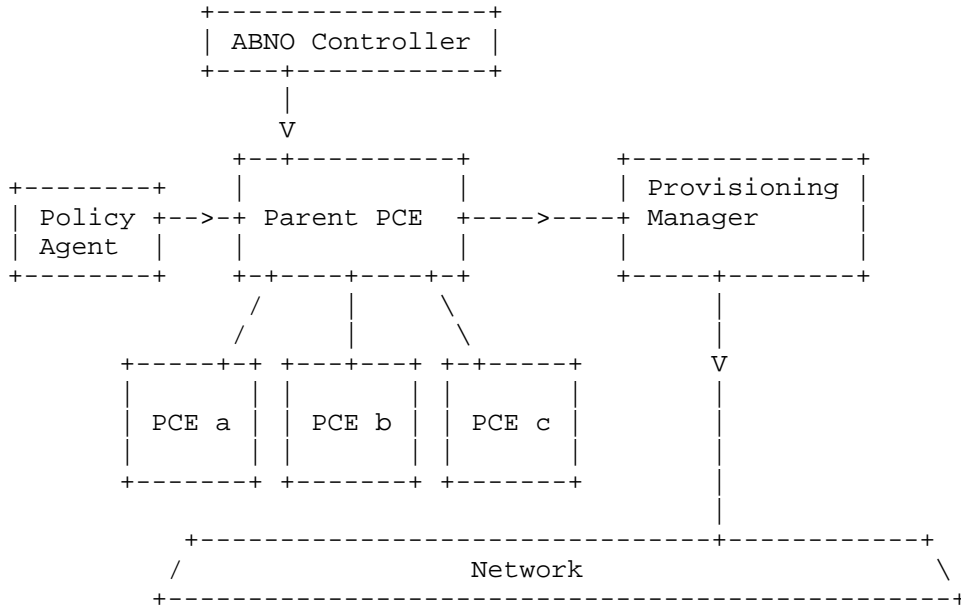 ABNO Controller
V
Provisioning
Policy Parent PCE Manager
Agent
V
PCE a PCE b PCE c
Network